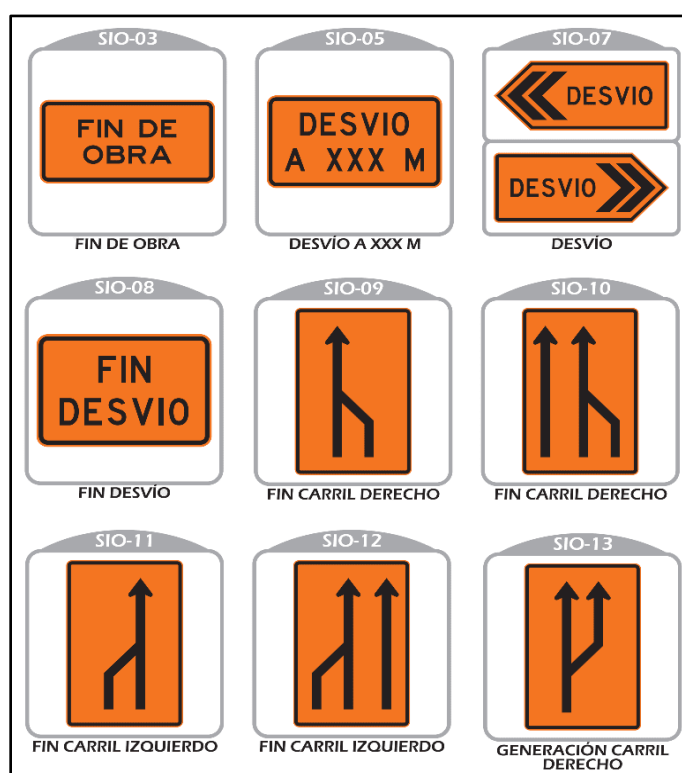 SIO-03
FIN DE
OBRA
FIN DE OBRA
SIO-05
DESVIO
A XXX M
DESVÍO A XXX M
SIO-07
DESVIO
DESVIO
DESVÍO
SIO-08
FIN
DESVIO
FIN DESVÍO
SIO-09
FIN CARRIL DERECHO
SIO-10
FIN CARRIL DERECHO
SIO-11
FIN CARRIL IZQUIERDO
SIO-12
FIN CARRIL IZQUIERDO
SIO-13
GENERACIÓN CARRIL
DERECHO